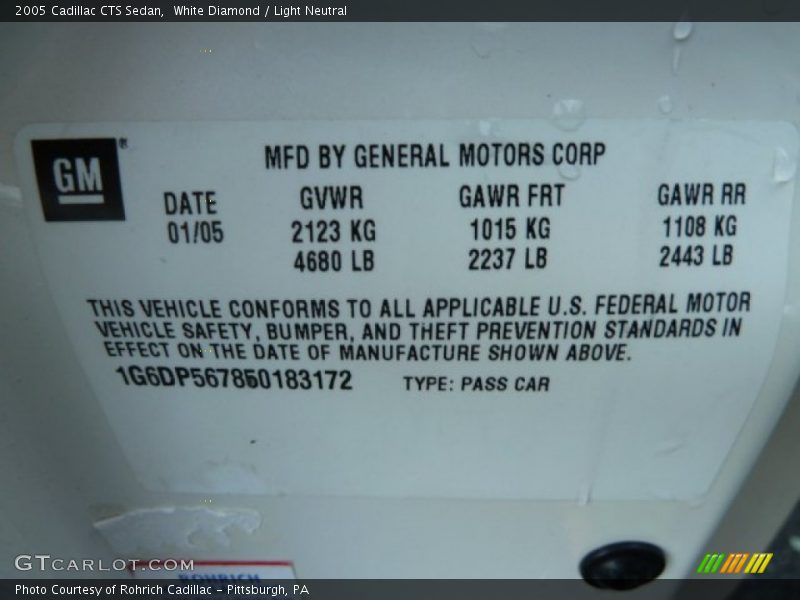 2005 Cadillac CTS Sedan, White Diamond / Light Neutral
GM®
MFD BY GENERAL MOTORS CORP
DATE GVWR GAWR FRT GAWR RR
01/05 2123 KG 1015 KG 1108 KG
4680 LB 2237 LB 2443 LB
THIS VEHICLE CONFORMS TO ALL APPLICABLE U.S. FEDERAL MOTOR
VEHICLE SAFETY, BUMPER, AND THEFT PREVENTION STANDARDS IN
EFFECT ON THE DATE OF MANUFACTURE SHOWN ABOVE.
1G6DP567850183172 TYPE: PASS CAR
GTCARLOT.COM
ROHRICH
Photo Courtesy of Rohrich Cadillac - Pittsburgh, PA